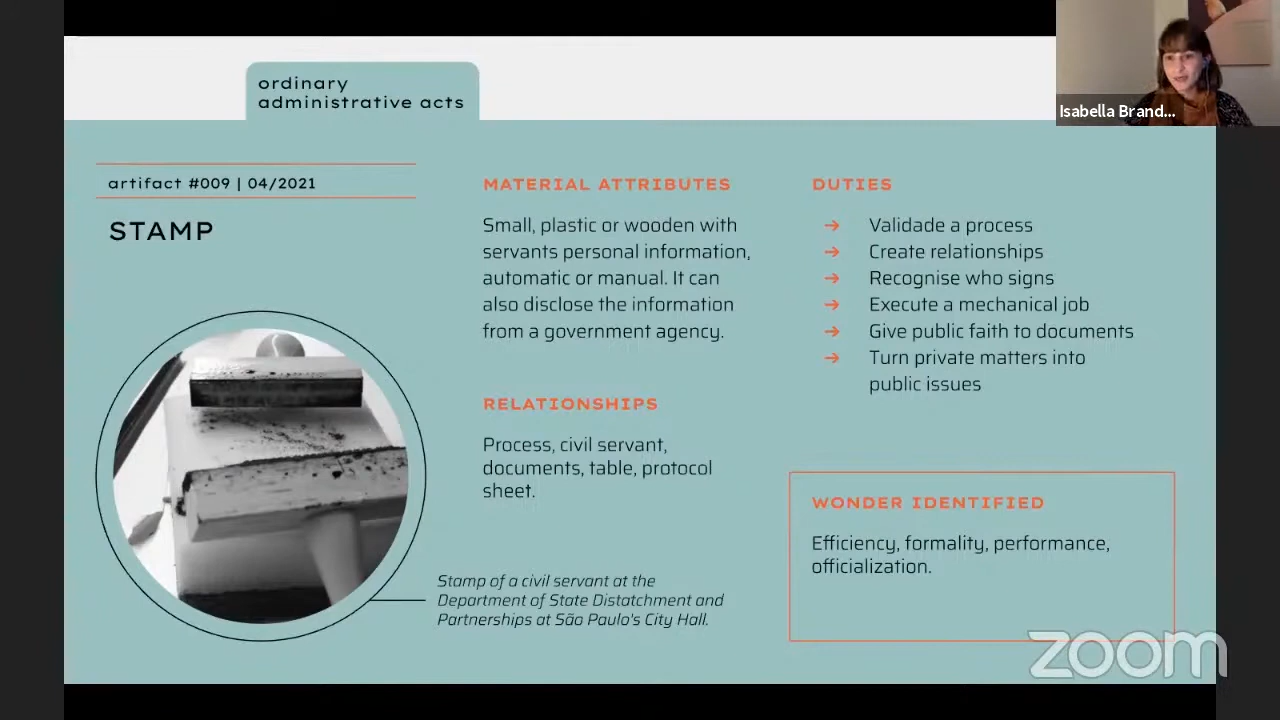 ordinary
administrative acts
Isabella Brand...
artifact #009 | 04/2021
STAMP
MATERIAL ATTRIBUTES
Small, plastic or wooden with
servants personal information,
automatic or manual. It can
also disclose the information
from a government agency.
RELATIONSHIPS
Process, civil servant,
documents, table, protocol
sheet.
Stamp of a civil servant at the
Department of State Distatchment and
Partnerships at São Paulo's City Hall.
DUTIES
→ Validade a process
→ Create relationships
→ Recognise who signs
→ Execute a mechanical job
→ Give public faith to documents
→ Turn private matters into
public issues
WONDER IDENTIFIED
Efficiency, formality, performance,
officialization.
zoom